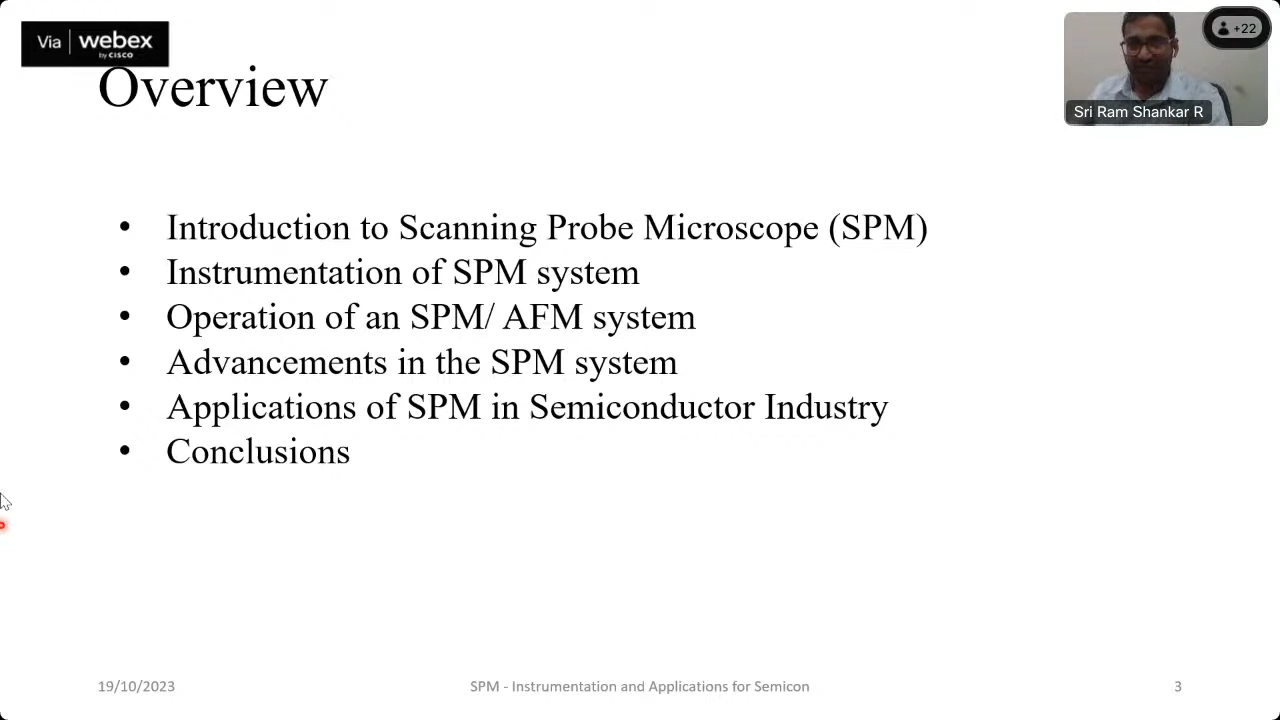 Via webex
by CISCO
+22
Overview
Sri Ram Shankar R
• Introduction to Scanning Probe Microscope (SPM)
• Instrumentation of SPM system
• Operation of an SPM/ AFM system
• Advancements in the SPM system
• Applications of SPM in Semiconductor Industry
• Conclusions
19/10/2023
SPM - Instrumentation and Applications for Semicon
3